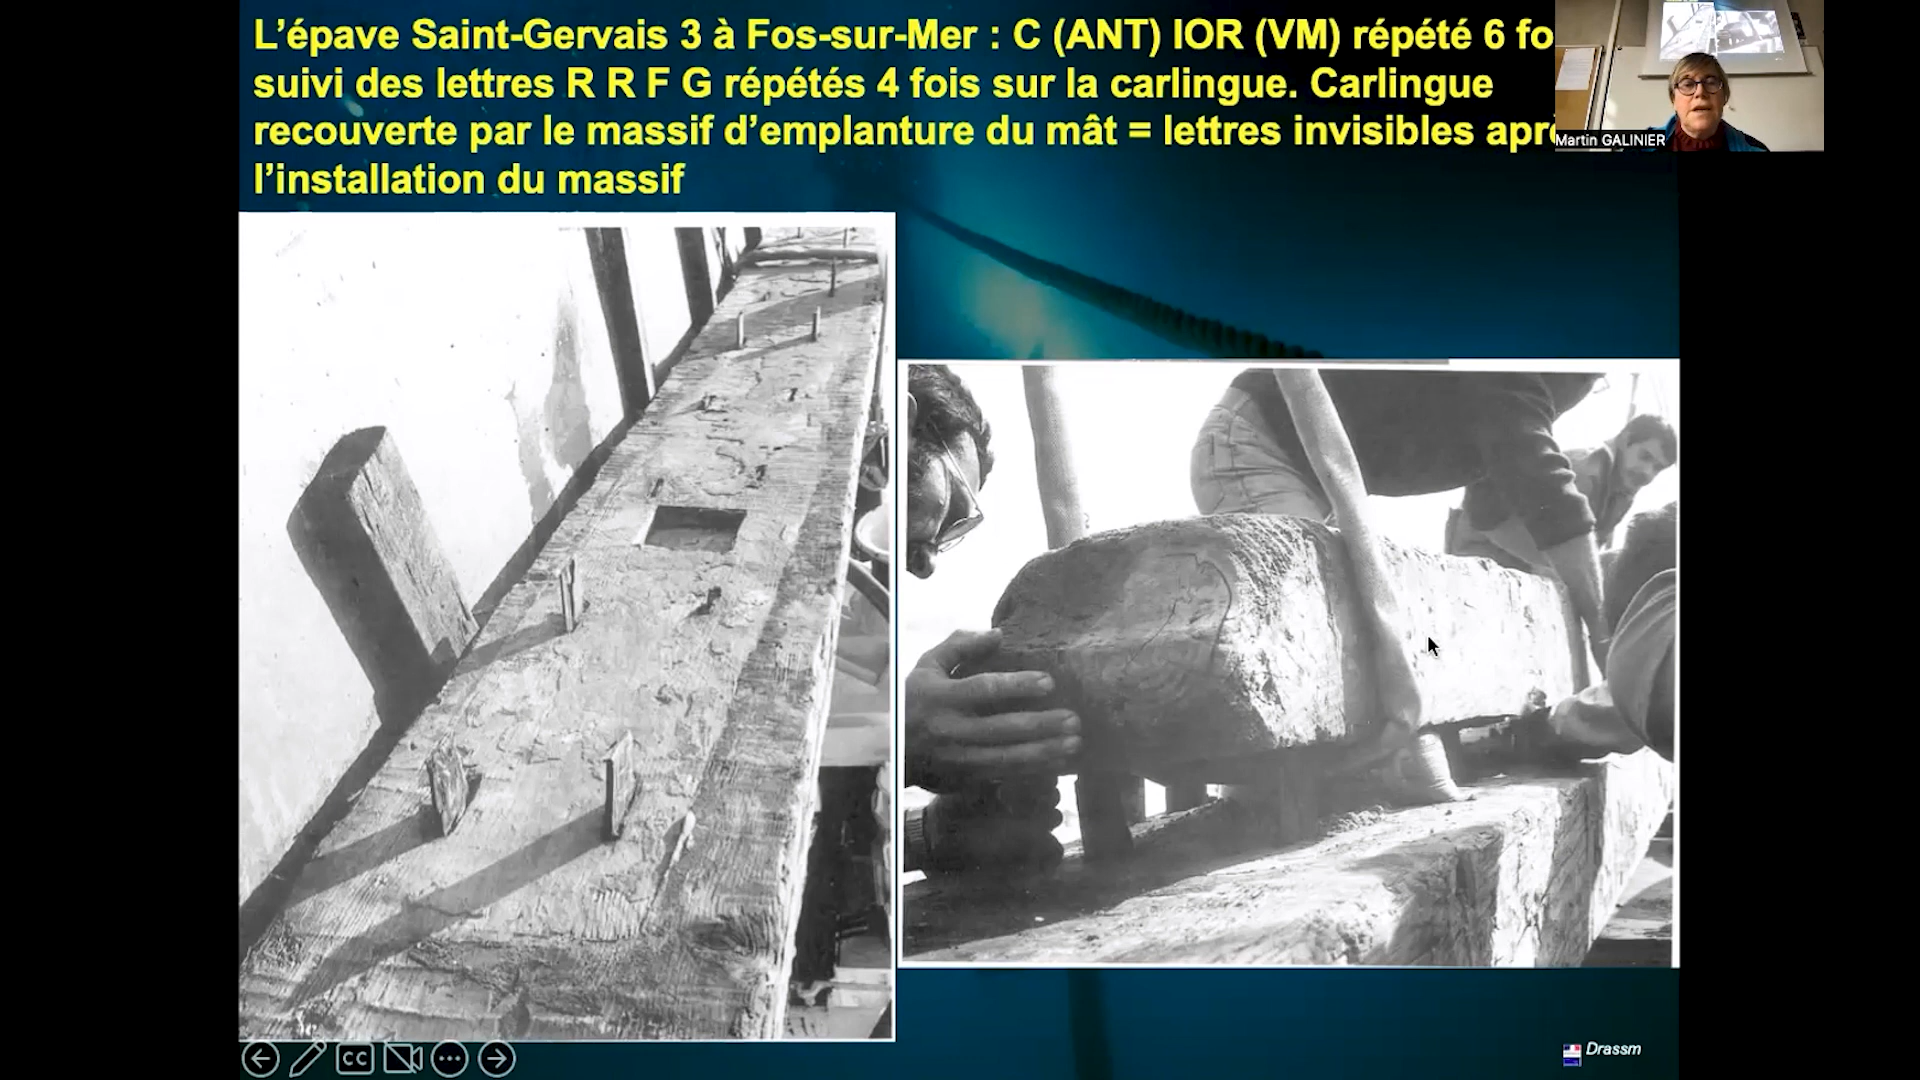 L’épave Saint-Gervais 3 à Fos-sur-Mer : C (ANT) IOR (VM) répété 6 fo
suivi des lettres R R F G répétés 4 fois sur la carlingue. Carlingue
recouverte par le massif d’emplanture du mât = lettres invisibles apr
l’installation du massif
Martin GALINIER
CC
Drassm